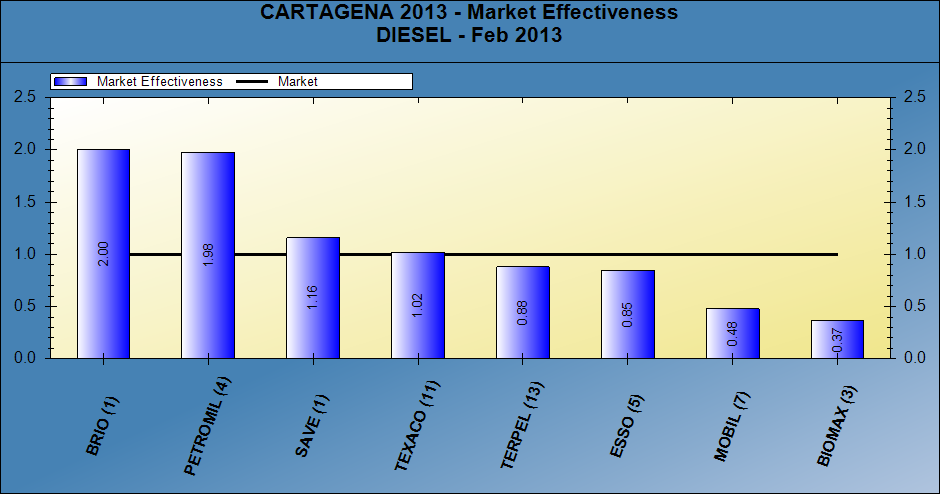 CARTAGENA 2013 - Market Effectiveness
DIESEL - Feb 2013
Market Effectiveness Market
2.5 2.5
2.0 2.0
1.5 1.5
1.0 1.0
0.5 0.5
0.0 0.0
2.00 1.98 1.16 1.02 0.88 0.85 0.48 0.37
BRIO (1) PETROMIL (4) SAVE (1) TEXACO (11) TERPEL (13) ESSO (5) MOBIL (7) BIOMAX (3)